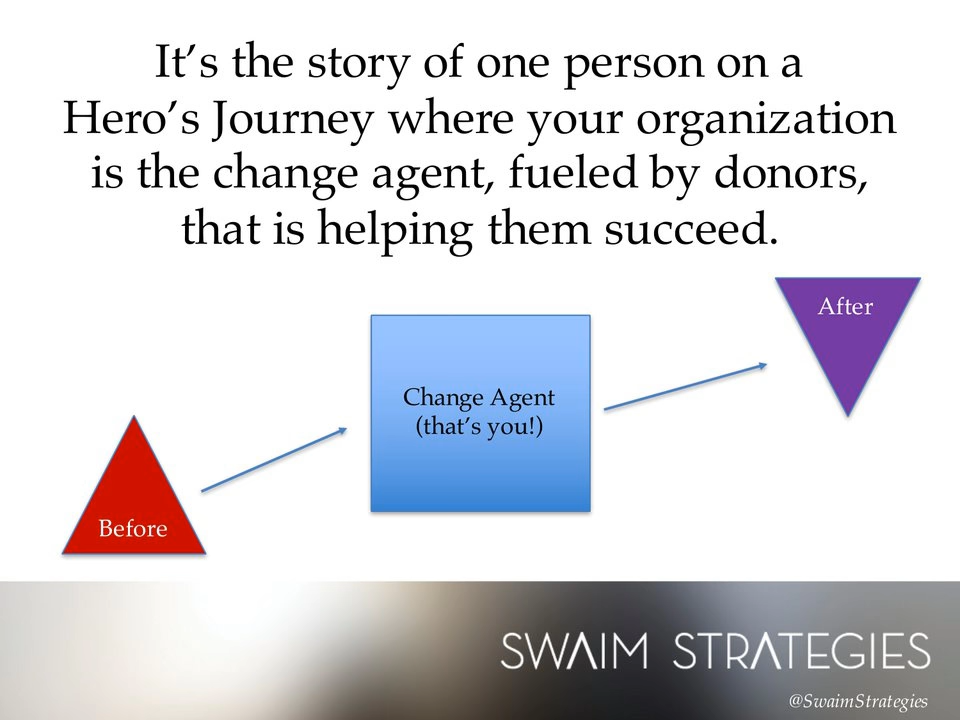 It’s the story of one person on a
Hero’s Journey where your organization
is the change agent, fueled by donors,
that is helping them succeed.
After
Change Agent
(that’s you!)
Before
SWAIM STRATEGIES
@SwaimStrategies